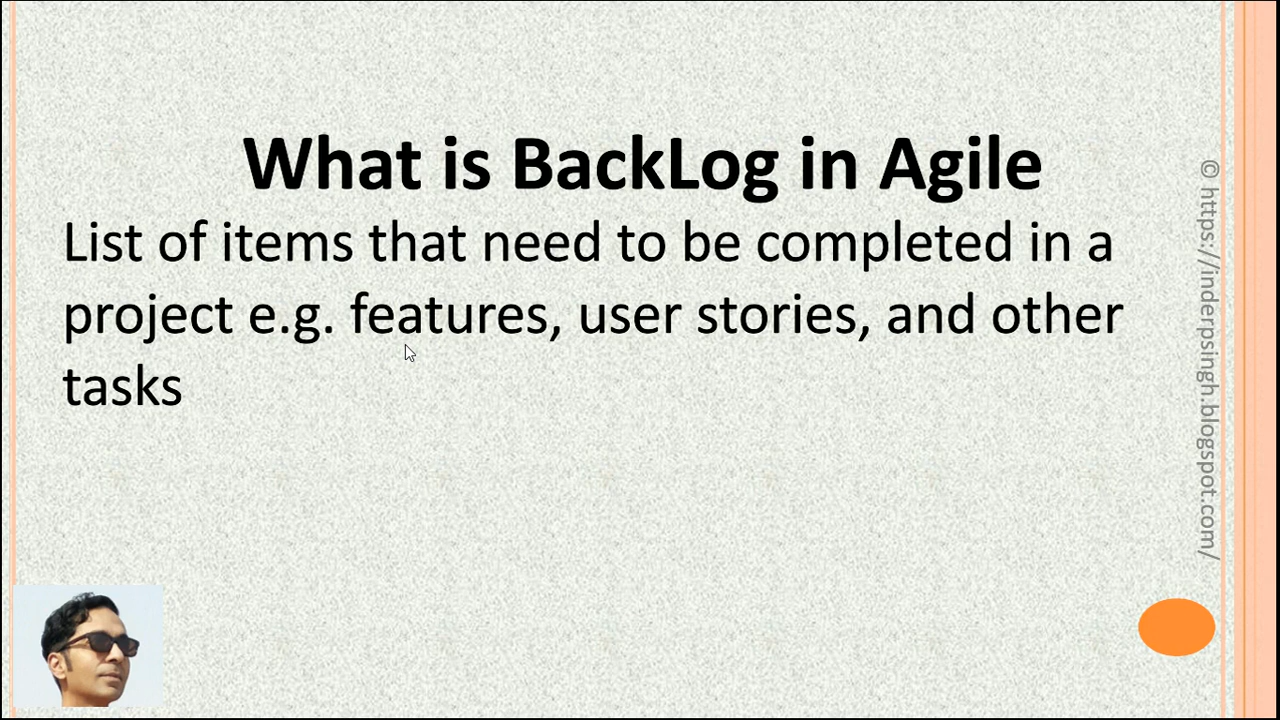 What is BackLog in Agile
List of items that need to be completed in a
project e.g. features, user stories, and other
tasks
© https://inderpsingh.blogspot.com/